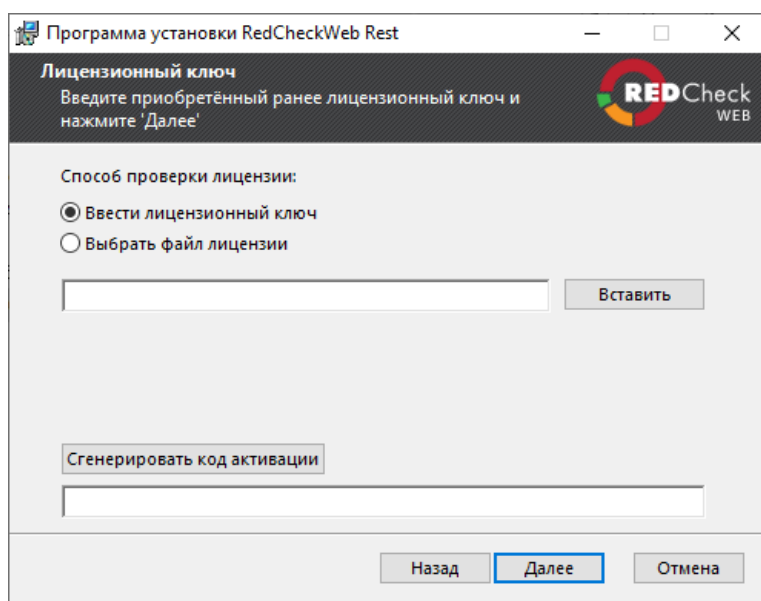 Программа установки RedCheckWeb Rest
Лицензионный ключ
Введите приобретённый ранее лицензионный ключ и
нажмите 'Далее'
REDCheck
WEB
Способ проверки лицензии:
Ввести лицензионный ключ
Выбрать файл лицензии
Вставить
Сгенерировать код активации
Назад Далее Отмена